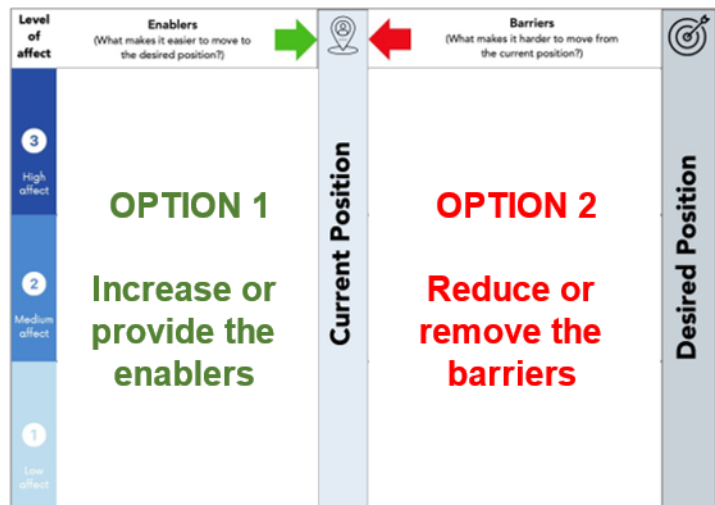 Level
of
affect
Enablers
(What makes it easier to move to
the desired position?)
Barriers
(What makes it harder to move from
the current position?)
3
High
affect
2
Medium
affect
1
Low
affect
OPTION 1
Increase or
provide the
enablers
Current Position
OPTION 2
Reduce or
remove the
barriers
Desired Position